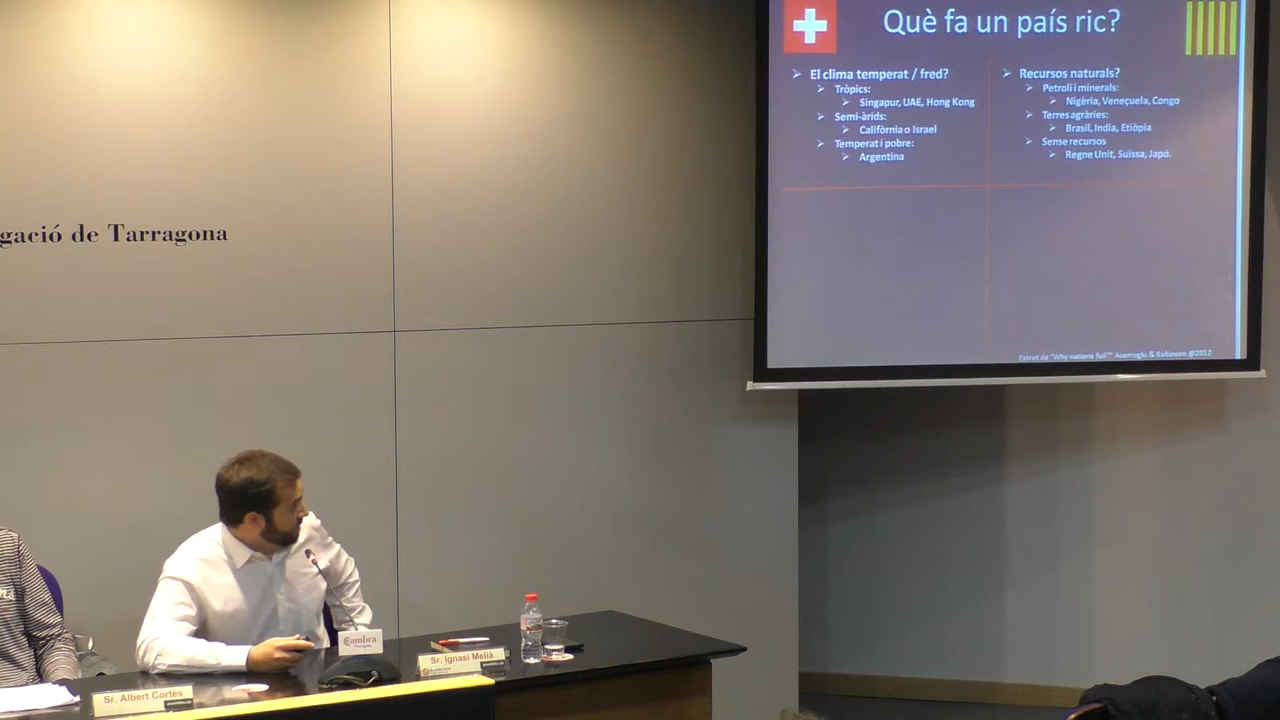 Què fa un país ric?
El clima temperat / fred?
Tròpics:
Singapur, UAE, Hong Kong
Semi-àrids:
Califòrnia o Israel
Temperat i pobre:
Argentina
Recursos naturals?
Petroli i minerals:
Nigèria, Veneçuela, Congo
Terres agràries:
Brasil, India, Etiòpia
Sense recursos
Regne Unit, Suïssa, Japó.
Extret de "Why nations fail?" Acemoglu & Robinson @2012
gació de Tarragona
Cambra
Tarragona
Sr. Ignasi Melià
Sr. Albert Cortés